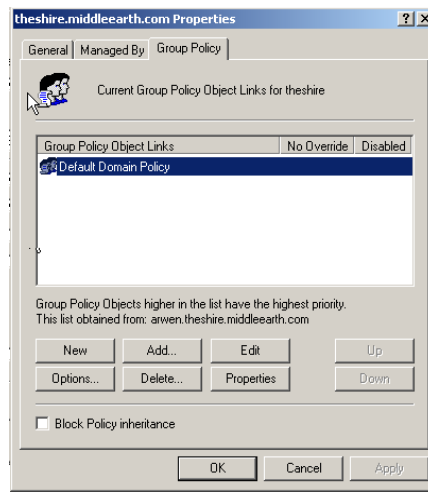 theshire.middleearth.com Properties
General Managed By Group Policy
Current Group Policy Object Links for theshire
Group Policy Object Links No Override Disabled
Default Domain Policy
Group Policy Objects higher in the list have the highest priority.
This list obtained from: arwen.theshire.middleearth.com
New Add... Edit Up
Options... Delete... Properties Down
Block Policy inheritance
OK Cancel Apply